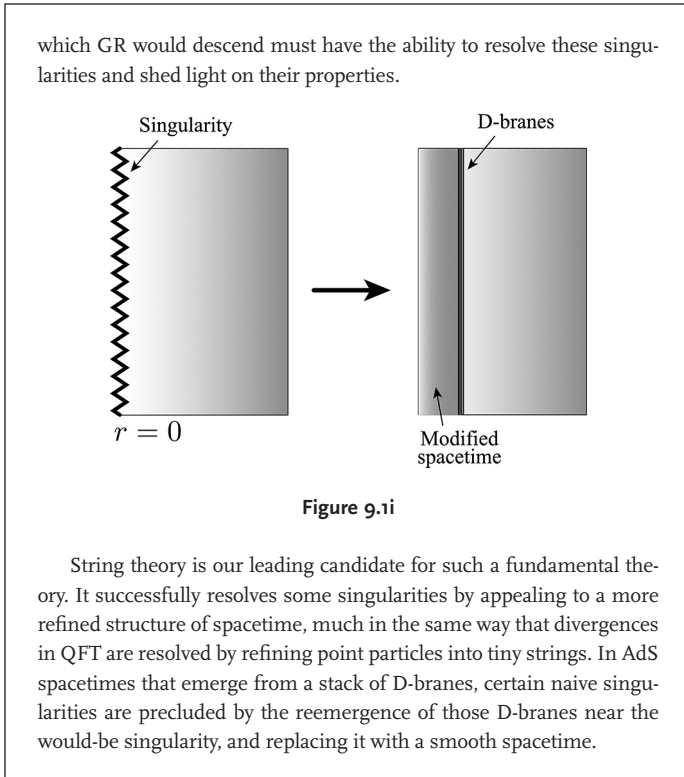 which GR would descend must have the ability to resolve these singu-
larities and shed light on their properties.
Singularity
D-branes
r = 0
Modified
spacetime
Figure 9.1i
String theory is our leading candidate for such a fundamental the-
ory. It successfully resolves some singularities by appealing to a more
refined structure of spacetime, much in the same way that divergences
in QFT are resolved by refining point particles into tiny strings. In AdS
spacetimes that emerge from a stack of D-branes, certain naive singu-
larities are precluded by the reemergence of those D-branes near the
would-be singularity, and replacing it with a smooth spacetime.